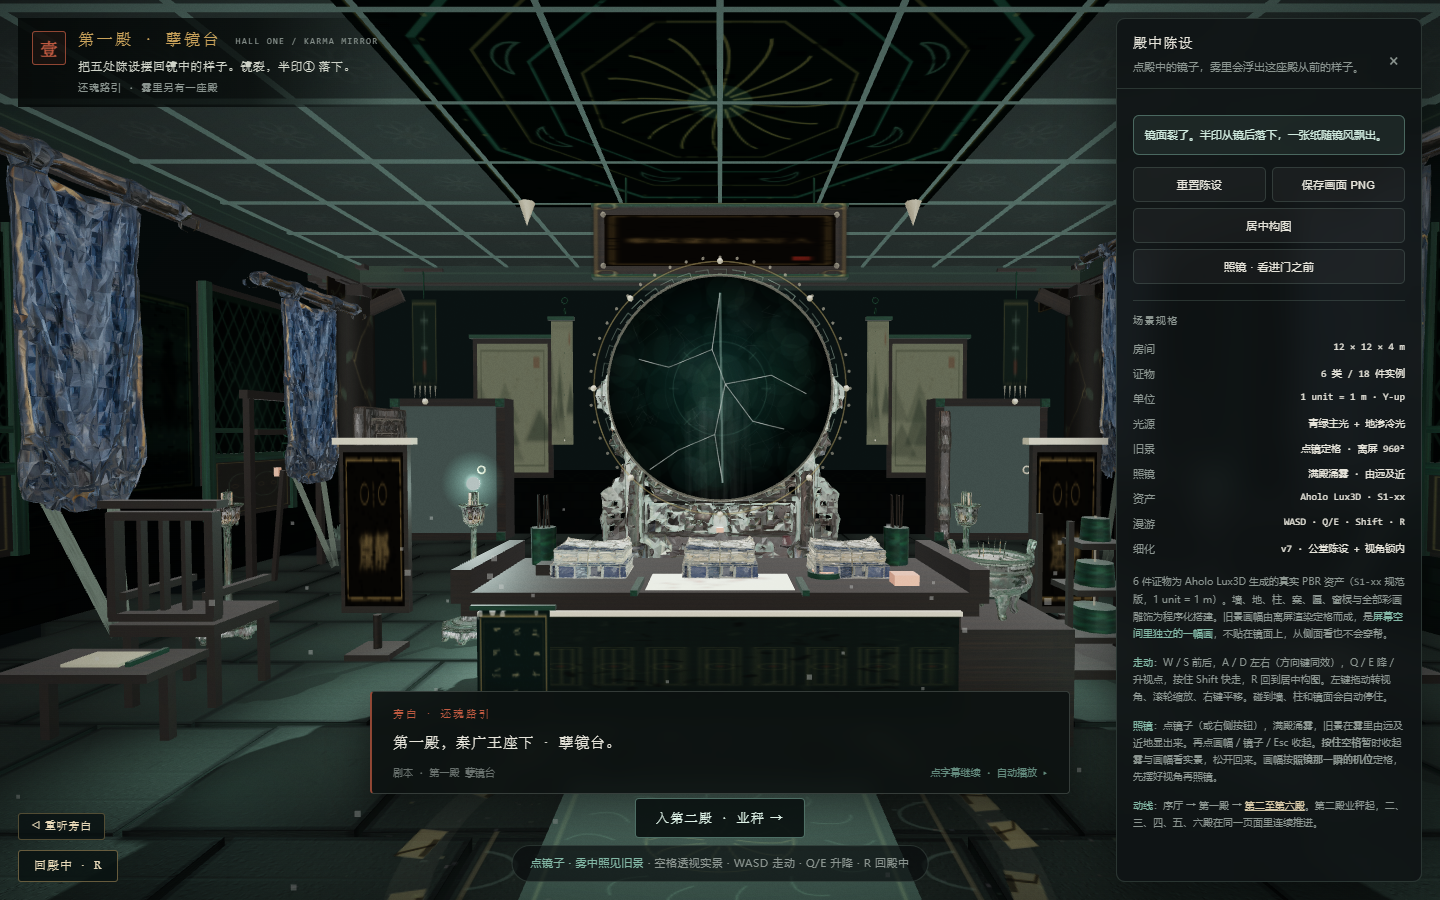 壹
第一殿 · 孽镜台 HALL ONE / KARMA MIRROR
把五处陈设摆回镜中的样子。镜裂，半印① 落下。
还魂路引 · 雾里另有一座殿
殿中陈设
点殿中的镜子，雾里会浮出这座殿从前的样子。
×
镜面裂了。半印从镜后落下，一张纸随镜风飘出。
重置陈设
保存画面 PNG
居中构图
照镜 · 看进门之前
场景规格
房间 12 × 12 × 4 m
证物 6 类 / 18 件实例
单位 1 unit = 1 m · Y-up
光源 青绿主光 + 地渗冷光
旧景 点镜定格 · 离屏 960²
照镜 满殿涌雾 · 由远及近
资产 Aholo Lux3D · S1-xx
漫游 WASD · Q/E · Shift · R
细化 v7 · 公堂陈设 + 视角锁内
6 件证物为 Aholo Lux3D 生成的真实 PBR 资产（S1-xx 规范
版，1 unit = 1 m）。墙、地、柱、案、匾、窗棂与全部彩画
雕饰为程序化搭建。旧景画幅由离屏渲染定格而成，是屏幕空
间里独立的一幅画，不贴在镜面上，从侧面看也不会穿帮。
走动：W / S 前后，A / D 左右（方向键同效），Q / E 降 /
升视点，按住 Shift 快走，R 回到居中构图。左键拖动转视
角、滚轮缩放、右键平移。碰到墙、柱和镜面会自动停住。
照镜：点镜子（或右侧按钮），满殿涌雾，旧景在雾里由远及
近地显出来。再点画幅 / 镜子 / Esc 收起。按住空格暂时收起
雾与画幅看实景，松开回来。画幅按照镜那一瞬的机位定格，
先摆好视角再照镜。
动线：序厅 → 第一殿 → 第二至第六殿。第二殿业秤起，二、
三、四、五、六殿在同一页面里连续推进。
旁白 · 还魂路引
第一殿，秦广王座下 · 孽镜台。
剧本 · 第一殿 孽镜台
点字幕继续 · 自动播放 ▸
入第二殿 · 业秤 →
◁ 重听旁白
回殿中 · R
点镜子 · 雾中照见旧景 · 空格透视实景 · WASD 走动 · Q/E 升降 · R 回殿中